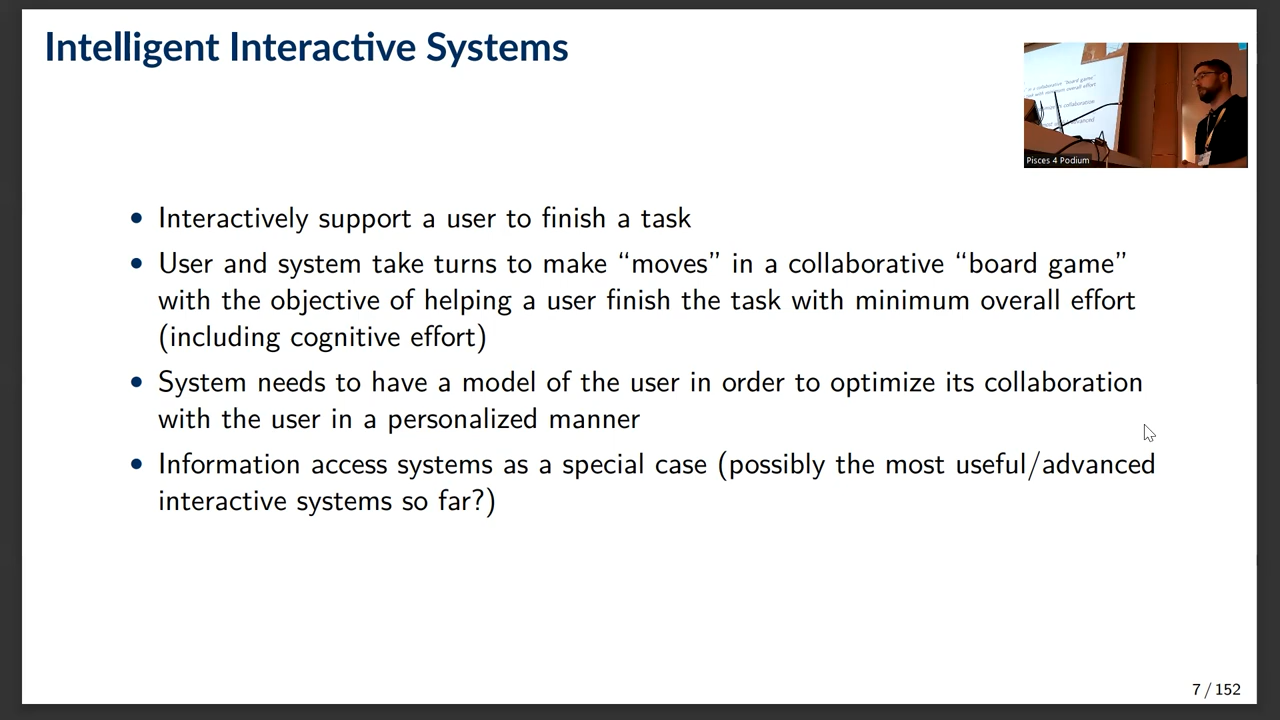 Intelligent Interactive Systems
Pisces 4 Podium
• Interactively support a user to finish a task
• User and system take turns to make “moves” in a collaborative “board game”
with the objective of helping a user finish the task with minimum overall effort
(including cognitive effort)
• System needs to have a model of the user in order to optimize its collaboration
with the user in a personalized manner
• Information access systems as a special case (possibly the most useful/advanced
interactive systems so far?)
7 / 152